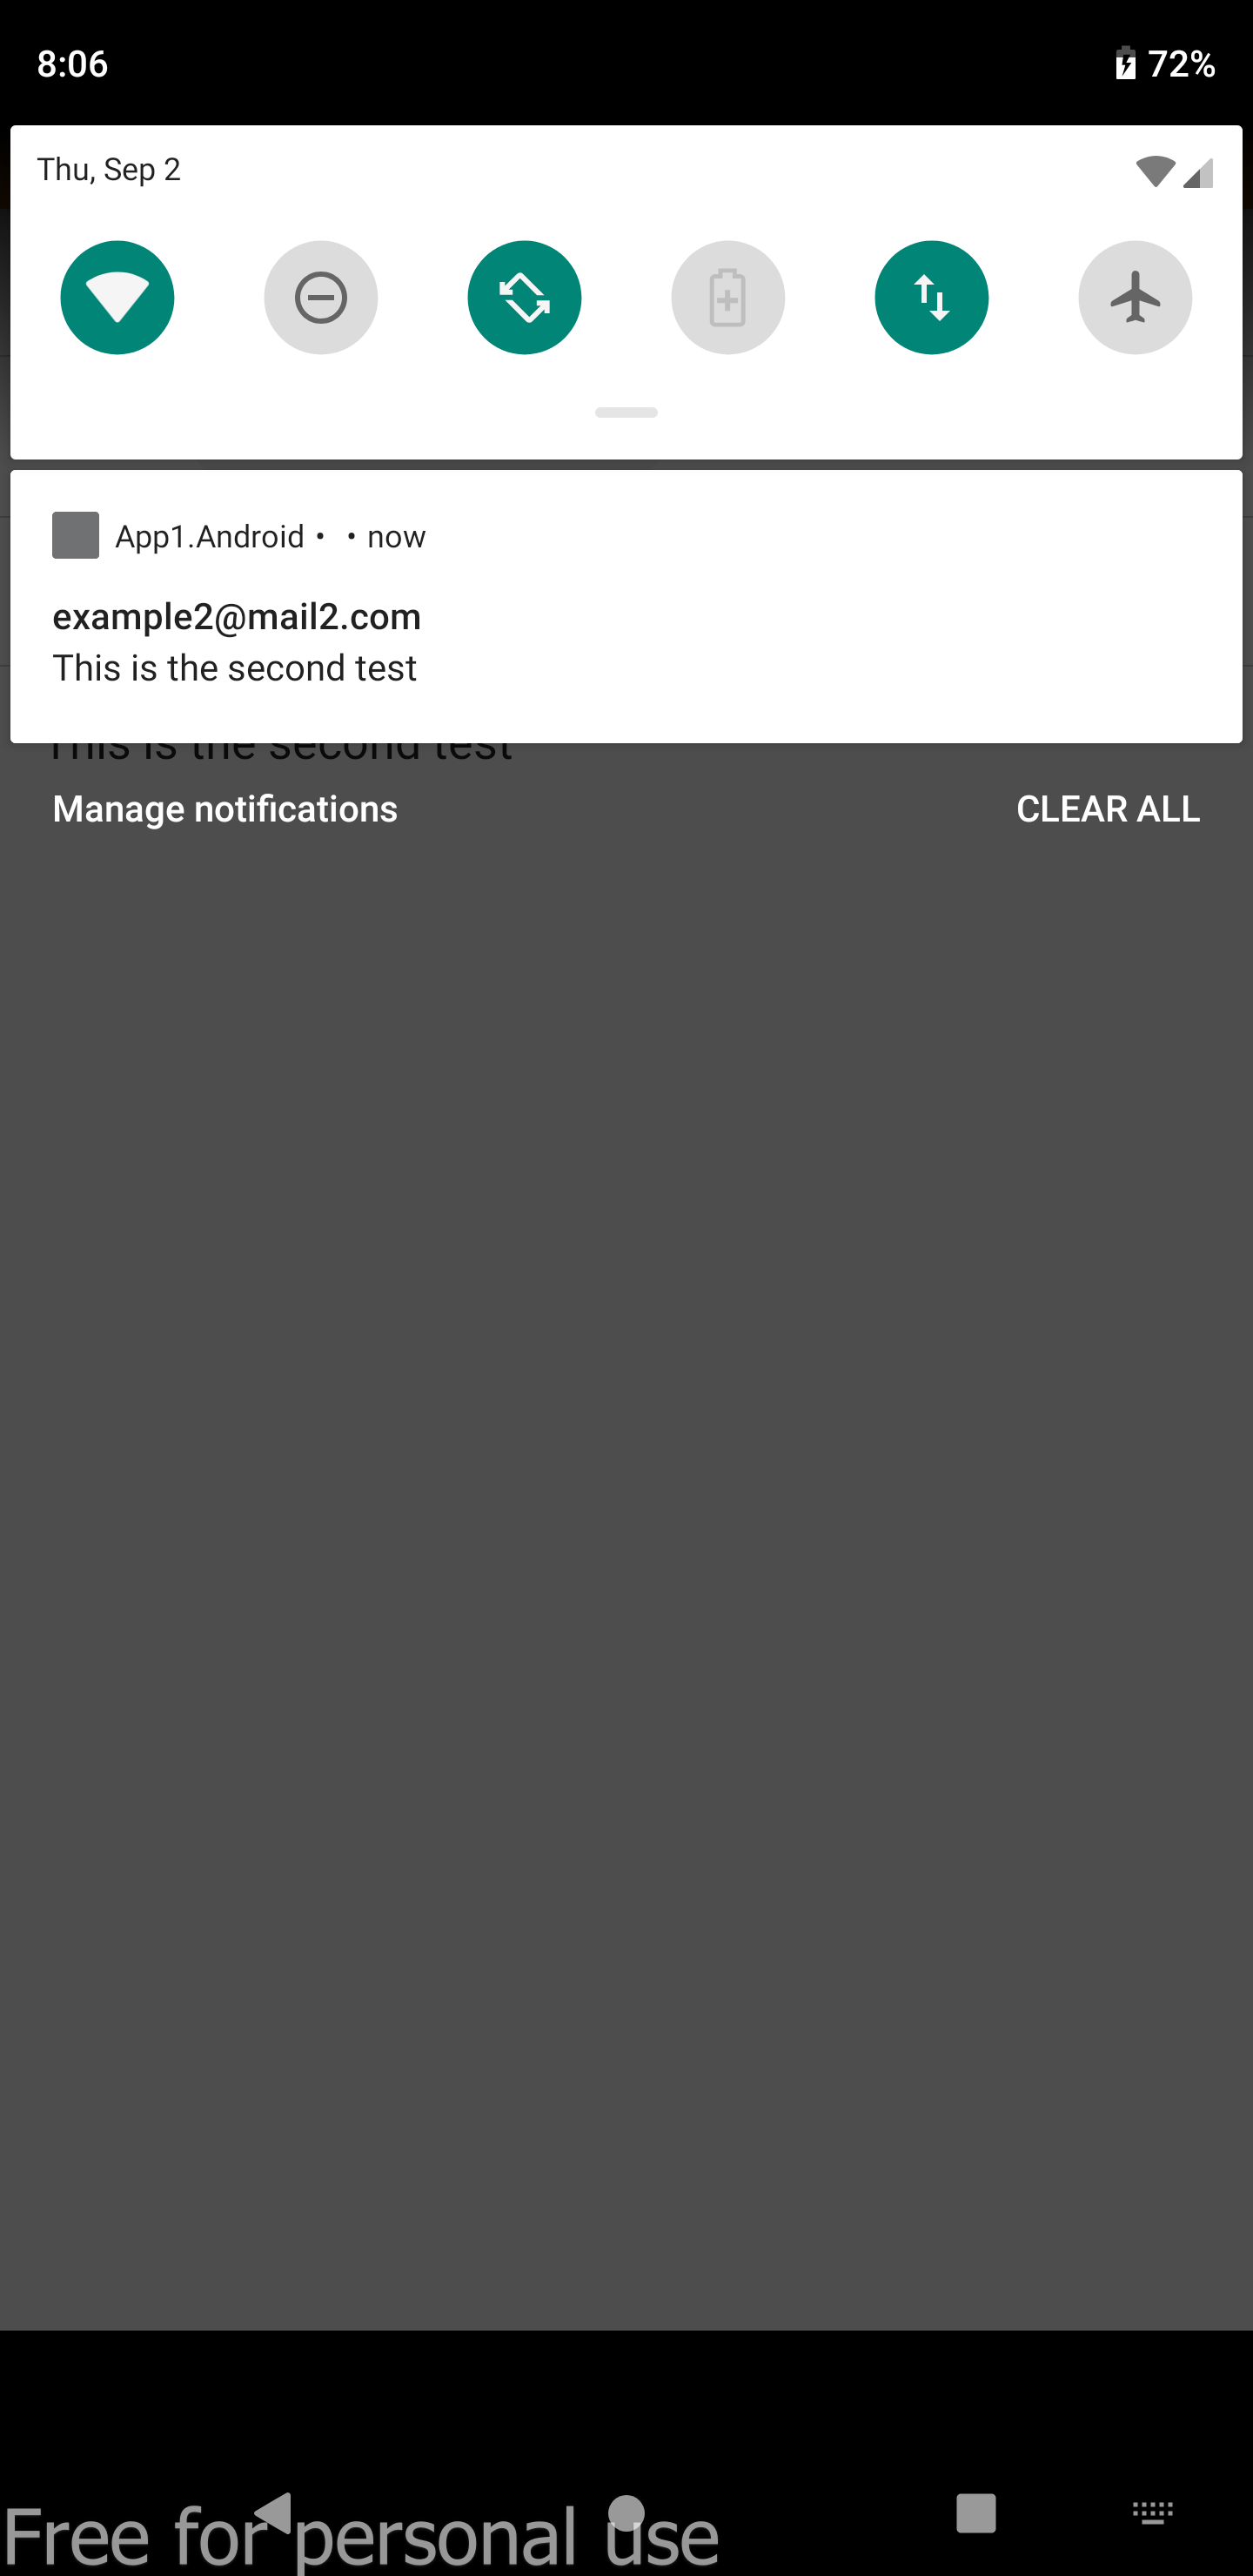 8:06 72%
Thu, Sep 2
App1.Android • • now
example2@mail2.com
This is the second test
This is the second test
Manage notifications CLEAR ALL
Free for personal use